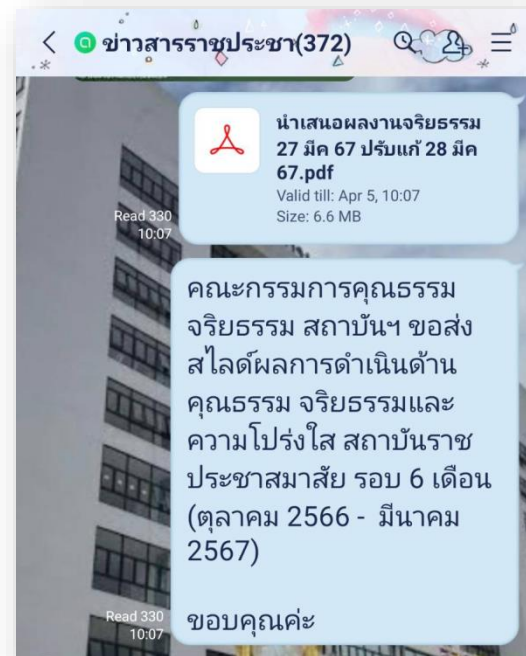 ข่าวสารราชประชา(372)
นำเสนอผลงานจริยธรรม
27 มีค 67 ปรับแก้ 28 มีค
67.pdf
Valid till: Apr 5, 10:07
Size: 6.6 MB
Read 330
10:07
คณะกรรมการคุณธรรม
จริยธรรม สถาบันฯ ขอส่ง
สไลด์ผลการดำเนินด้าน
คุณธรรม จริยธรรมและ
ความโปร่งใส สถาบันราช
ประชาสมาสัย รอบ 6 เดือน
(ตุลาคม 2566 - มีนาคม
2567)
ขอบคุณค่ะ
Read 330
10:07